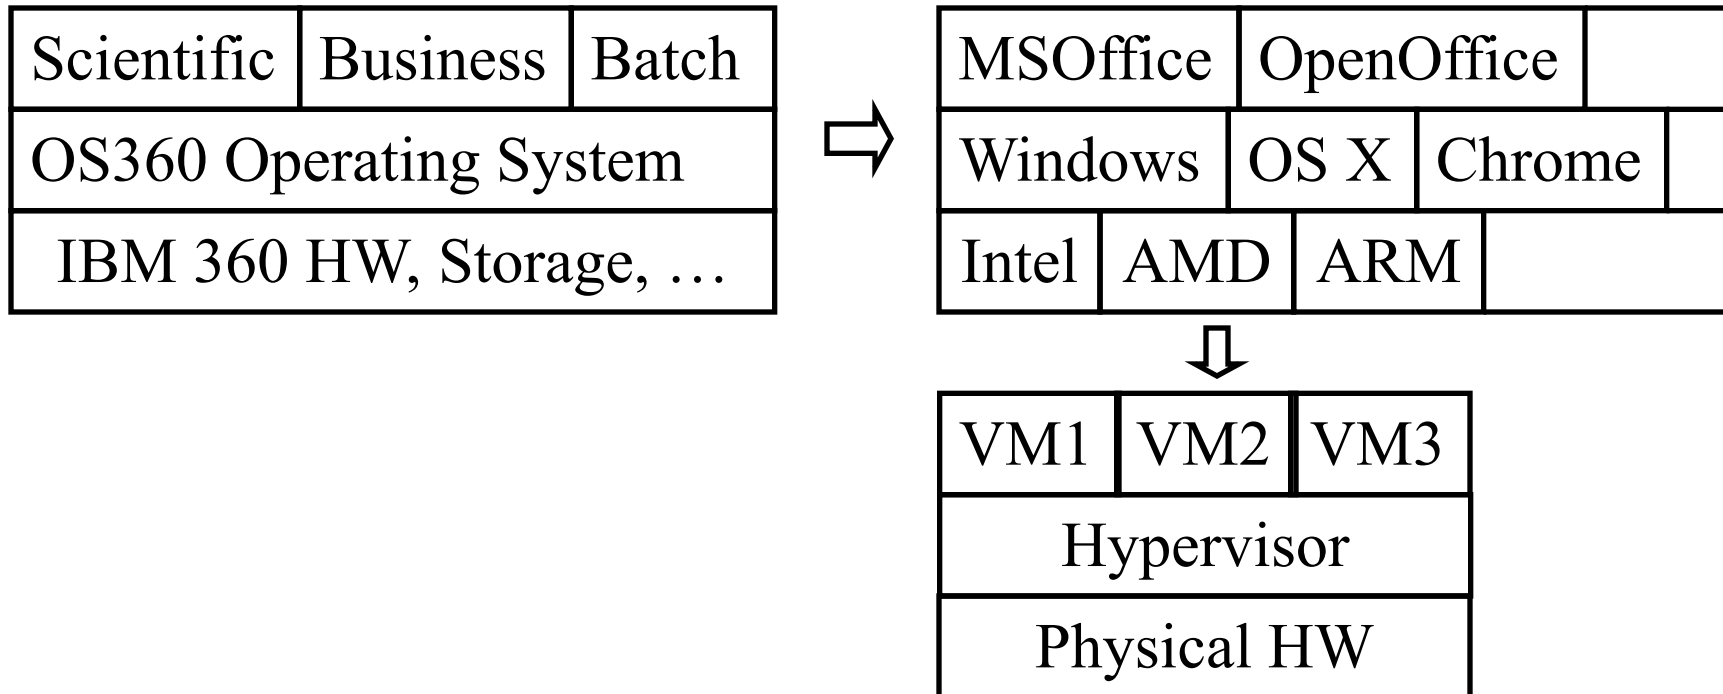 Scientific Business Batch
OS360 Operating System
IBM 360 HW, Storage, …
MSOffice OpenOffice
Windows OS X Chrome
Intel AMD ARM
VM1 VM2 VM3
Hypervisor
Physical HW